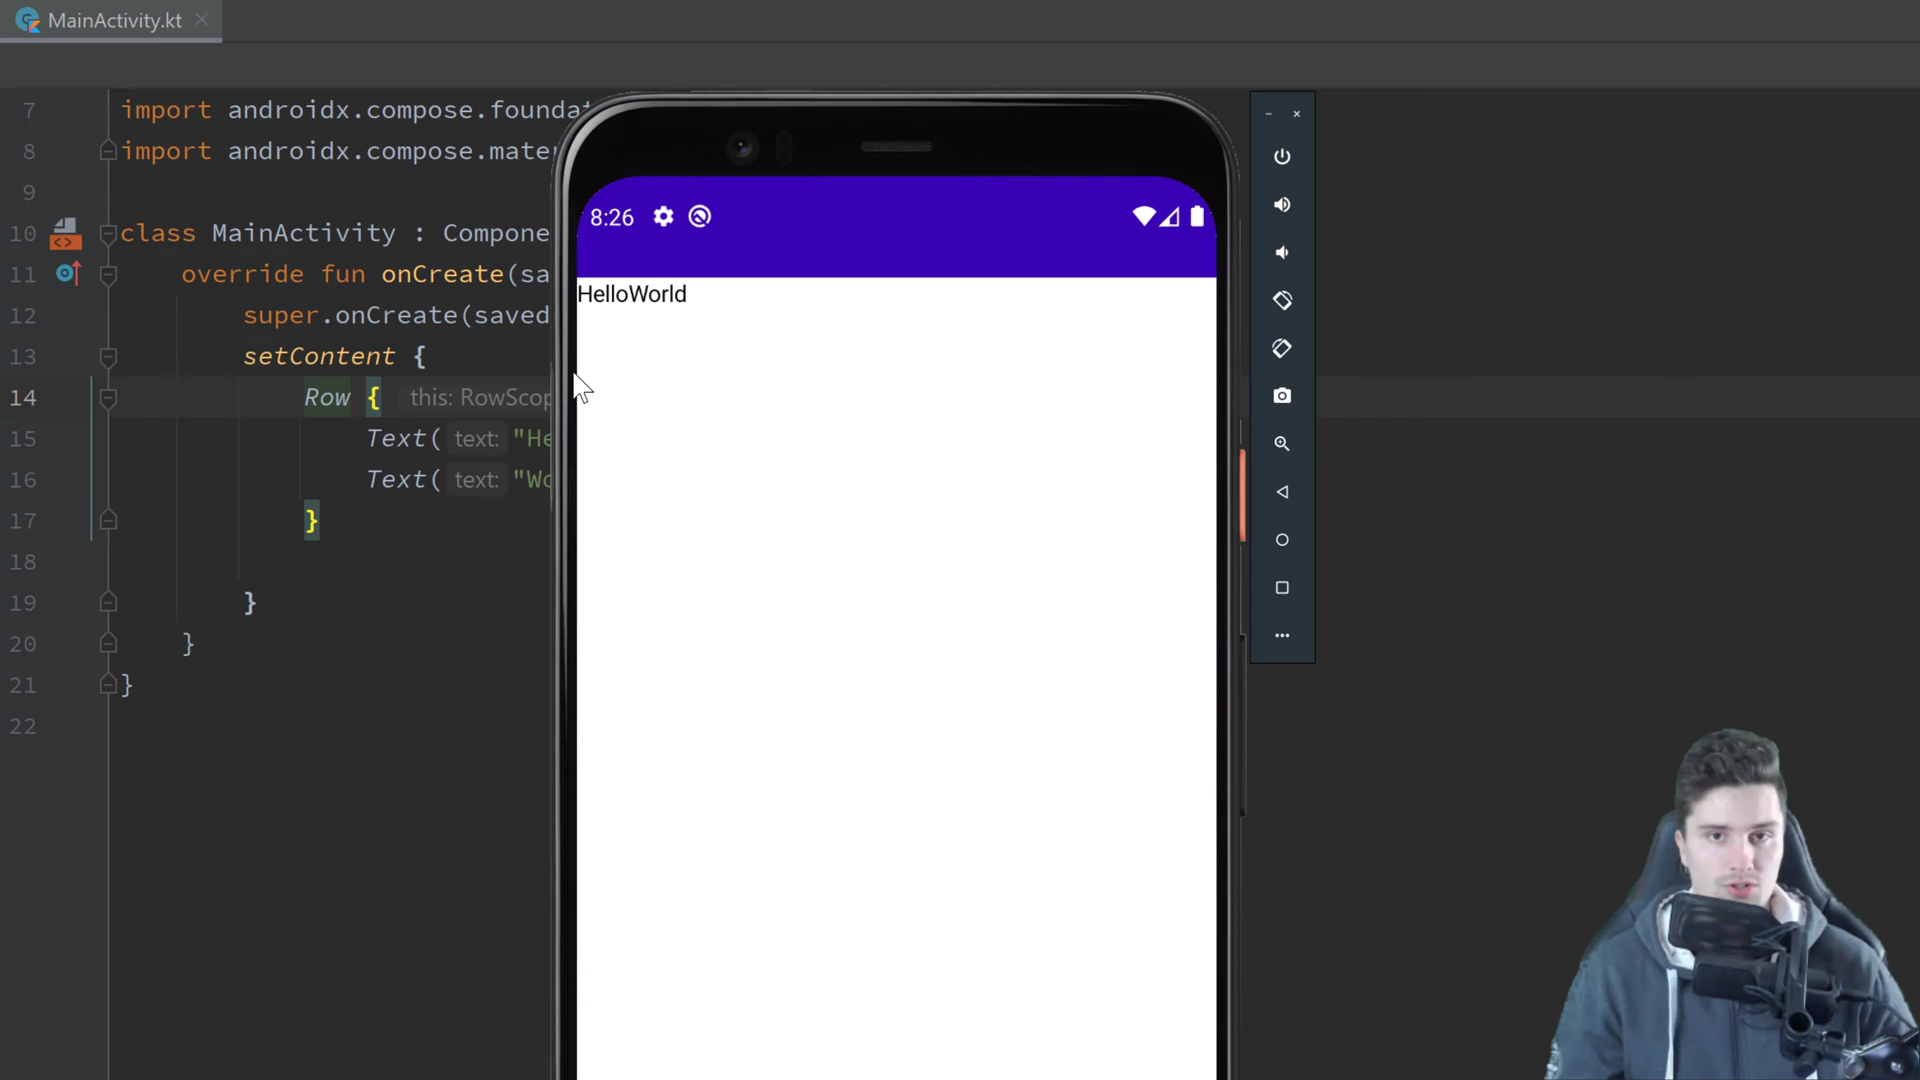 MainActivity.kt
7 import androidx.compose.founda
8 import androidx.compose.mate
9
10 class MainActivity : Compone
11 override fun onCreate(sa
12 super.onCreate(saved
13 setContent {
14 Row { this: RowScop
15 Text( text: "He
16 Text( text: "Wo
17 }
18
19 }
20 }
21 }
22
8:26
HelloWorld